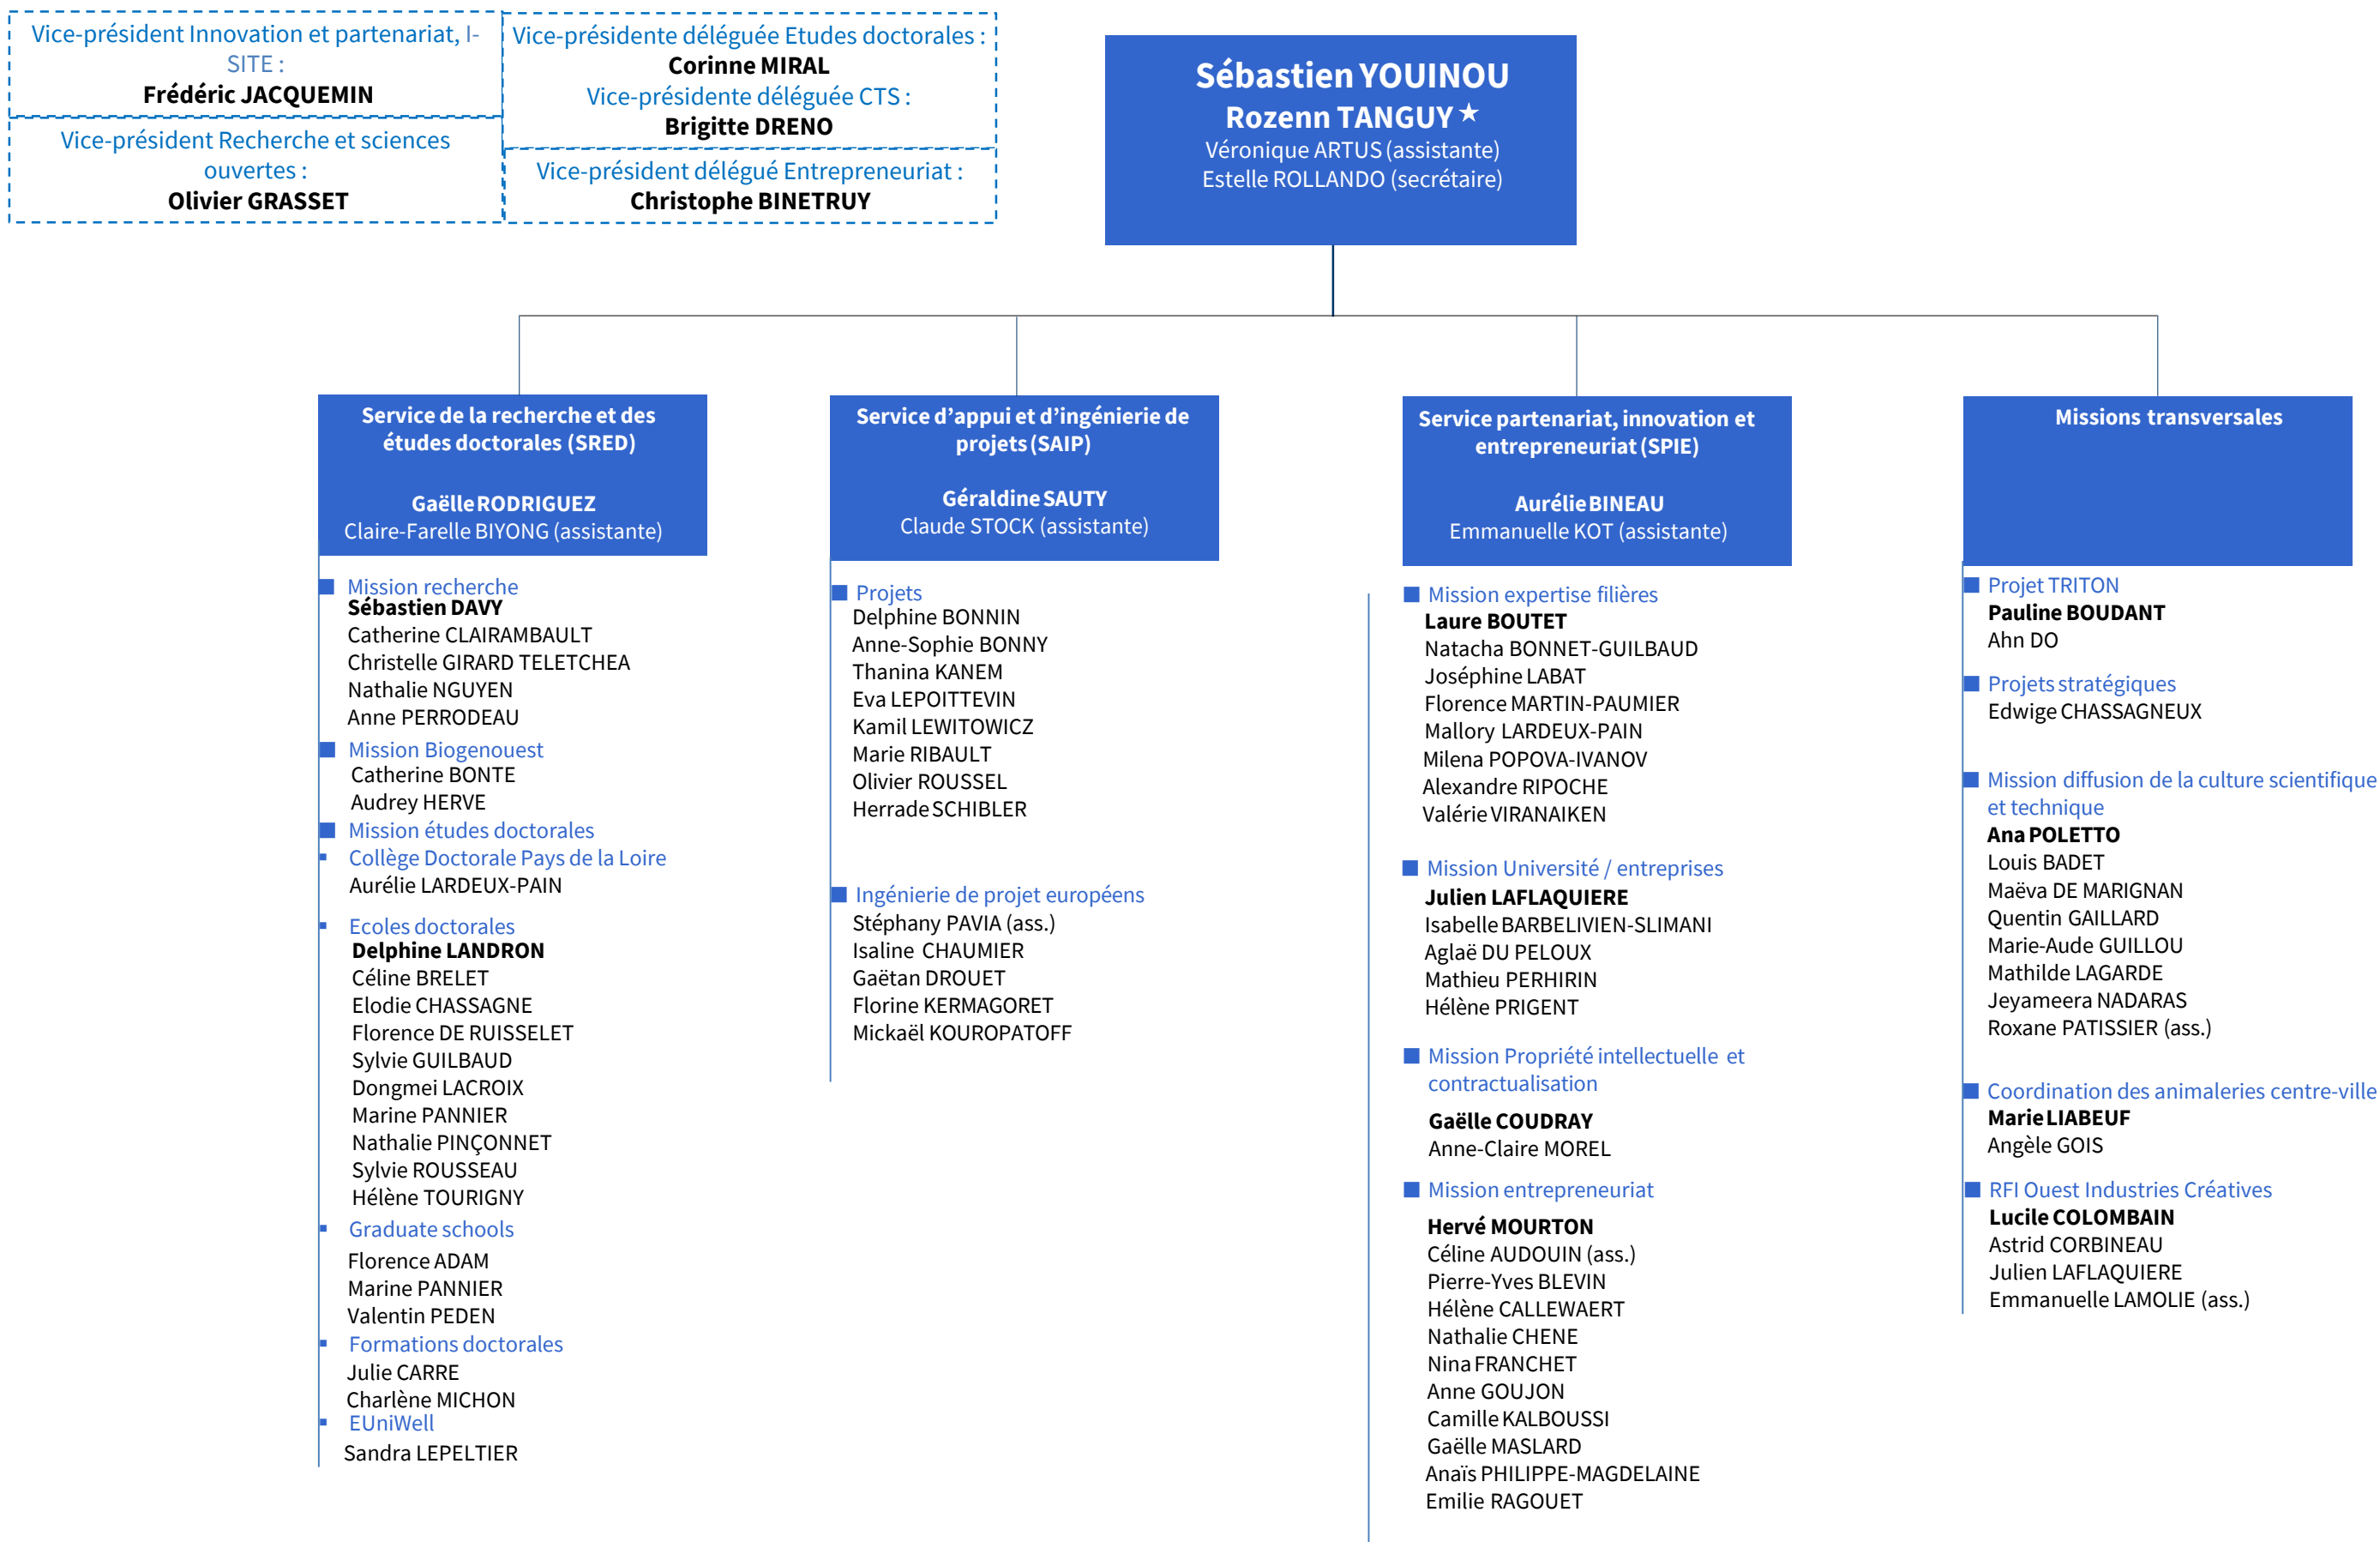 Vice-président Innovation et partenariat, I-
SITE :
Frédéric JACQUEMIN
Vice-président Recherche et sciences
ouvertes :
Olivier GRASSET
Vice-présidente déléguée Etudes doctorales :
Corinne MIRAL
Vice-présidente déléguée CTS :
Brigitte DRENO
Vice-président délégué Entrepreneuriat :
Christophe BINETRUY
Sébastien YOUINOU
Rozenn TANGUY ★
Véronique ARTUS (assistante)
Estelle ROLLANDO (secrétaire)
Service de la recherche et des
études doctorales (SRED)
Gaëlle RODRIGUEZ
Claire-Farelle BIYONG (assistante)
Mission recherche
Sébastien DAVY
Catherine CLAIRAMBAULT
Christelle GIRARD TELETCHEA
Nathalie NGUYEN
Anne PERRODEAU
Mission Biogenouest
Catherine BONTE
Audrey HERVE
Mission études doctorales
Collège Doctorale Pays de la Loire
Aurélie LARDEUX-PAIN
Ecoles doctorales
Delphine LANDRON
Céline BRELET
Elodie CHASSAGNE
Florence DE RUISSELET
Sylvie GUILBAUD
Dongmei LACROIX
Marine PANNIER
Nathalie PINÇONNET
Sylvie ROUSSEAU
Hélène TOURIGNY
Graduate schools
Florence ADAM
Marine PANNIER
Valentin PEDEN
Formations doctorales
Julie CARRE
Charlène MICHON
EUniWell
Sandra LEPELTIER
Service d’appui et d’ingénierie de
projets (SAIP)
Géraldine SAUTY
Claude STOCK (assistante)
Projets
Delphine BONNIN
Anne-Sophie BONNY
Thanina KANEM
Eva LEPOITTEVIN
Kamil LEWITOWICZ
Marie RIBAULT
Olivier ROUSSEL
Herrade SCHIBLER
Ingénierie de projet européens
Stéphany PAVIA (ass.)
Isaline CHAUMIER
Gaëtan DROUET
Florine KERMAGORET
Mickaël KOUROPATOFF
Service partenariat, innovation et
entrepreneuriat (SPIE)
Aurélie BINEAU
Emmanuelle KOT (assistante)
Mission expertise filières
Laure BOUTET
Natacha BONNET-GUILBAUD
Joséphine LABAT
Florence MARTIN-PAUMIER
Mallory LARDEUX-PAIN
Milena POPOVA-IVANOV
Alexandre RIPOCHE
Valérie VIRANAIKEN
Mission Université / entreprises
Julien LAFLAQUIERE
Isabelle BARBELIVIEN-SLIMANI
Aglaë DU PELOUX
Mathieu PERHIRIN
Hélène PRIGENT
Mission Propriété intellectuelle et
contractualisation
Gaëlle COUDRAY
Anne-Claire MOREL
Mission entrepreneuriat
Hervé MOURTON
Céline AUDOUIN (ass.)
Pierre-Yves BLEVIN
Hélène CALLEWAERT
Nathalie CHENE
Nina FRANCHET
Anne GOUJON
Camille KALBOUSSI
Gaëlle MASLARD
Anaïs PHILIPPE-MAGDELAINE
Emilie RAGOUET
Missions transversales
Projet TRITON
Pauline BOUDANT
Ahn DO
Projets stratégiques
Edwige CHASSAGNEUX
Mission diffusion de la culture scientifique
et technique
Ana POLETTO
Louis BADET
Maëva DE MARIGNAN
Quentin GAILLARD
Marie-Aude GUILLOU
Mathilde LAGARDE
Jeyameera NADARAS
Roxane PATISSIER (ass.)
Coordination des animaleries centre-ville
Marie LIABEUF
Angèle GOIS
RFI Ouest Industries Créatives
Lucile COLOMBAIN
Astrid CORBINEAU
Julien LAFLAQUIERE
Emmanuelle LAMOLIE (ass.)